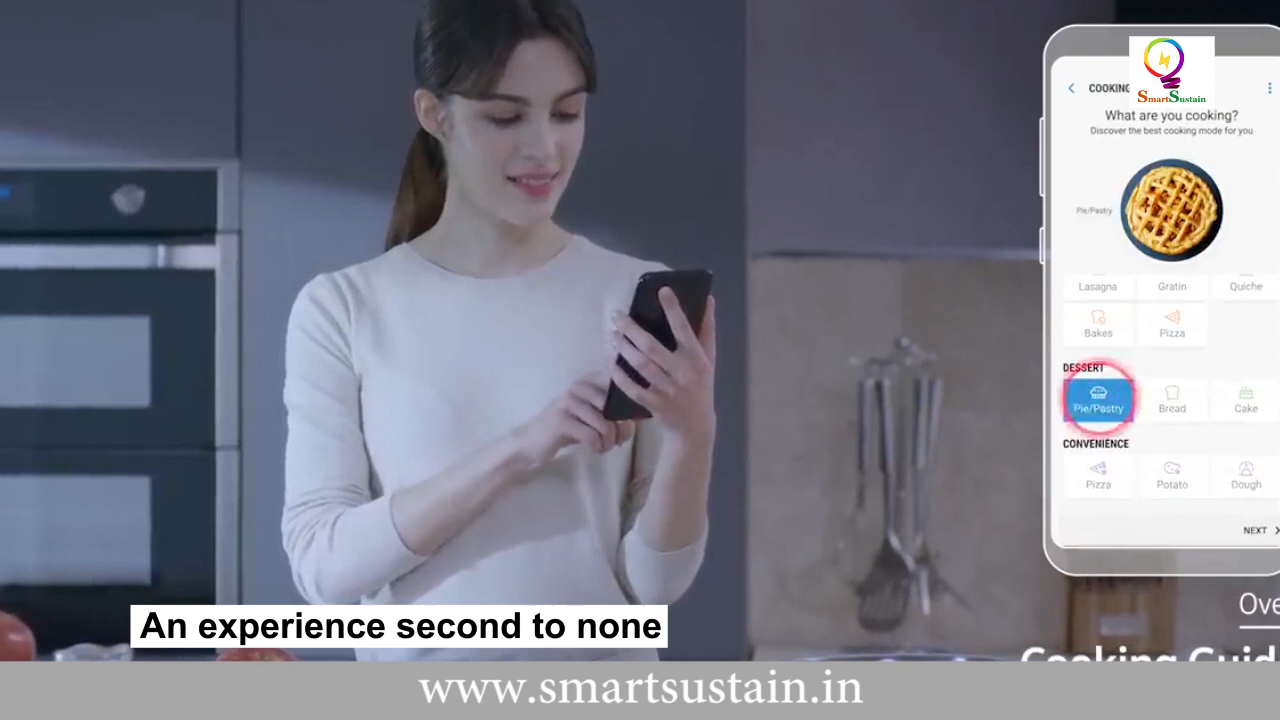 SmartSustain
COOKING
What are you cooking?
Discover the best cooking mode for you
Pie/Pastry
Lasagna Gratin Quiche
Bakes Pizza
DESSERT
Pie/Pastry Bread Cake
CONVENIENCE
Pizza Potato Dough
NEXT
Ove
Cooking Guid
An experience second to none
www.smartsustain.in